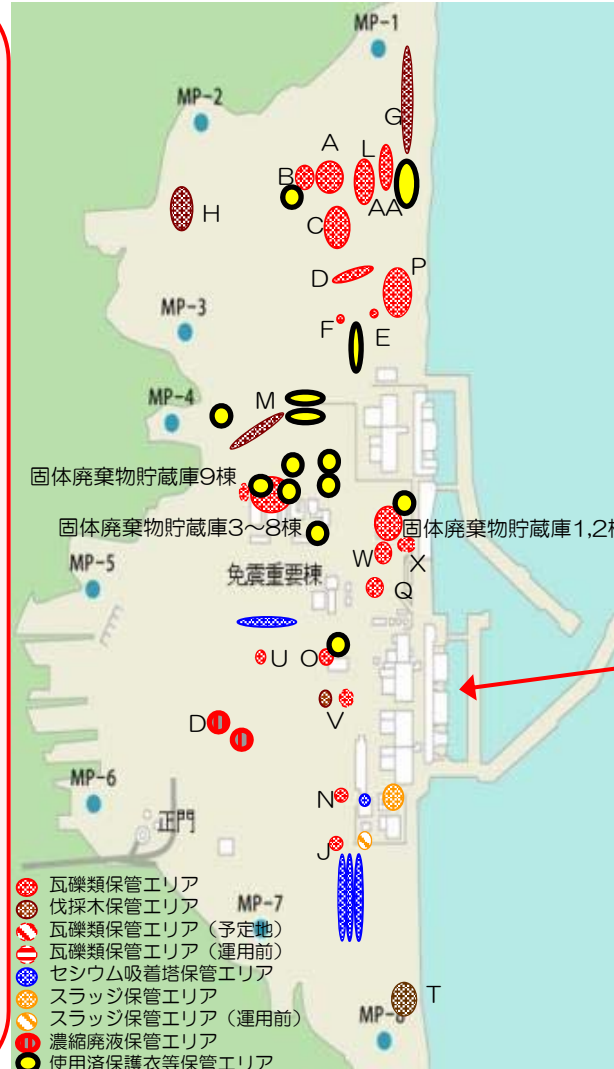 MP-1
MP-2
G
A
L
B
AA
H
C
D
P
MP-3
F
E
MP-4
M
固体廃棄物貯蔵庫9棟
固体廃棄物貯蔵庫3~8棟
固体廃棄物貯蔵庫1,2棟
W
X
MP-5
免震重要棟
Q
U
O
V
D
MP-6
N
正門
J
瓦礫類保管エリア
伐採木保管エリア
MP-7
瓦礫類保管エリア(予定地)
瓦礫類保管エリア(運用前)
セシウム吸着塔保管エリア
スラッジ保管エリア
T
スラッジ保管エリア(運用前)
MP-8
濃縮廃液保管エリア
使用済保護衣等保管エリア